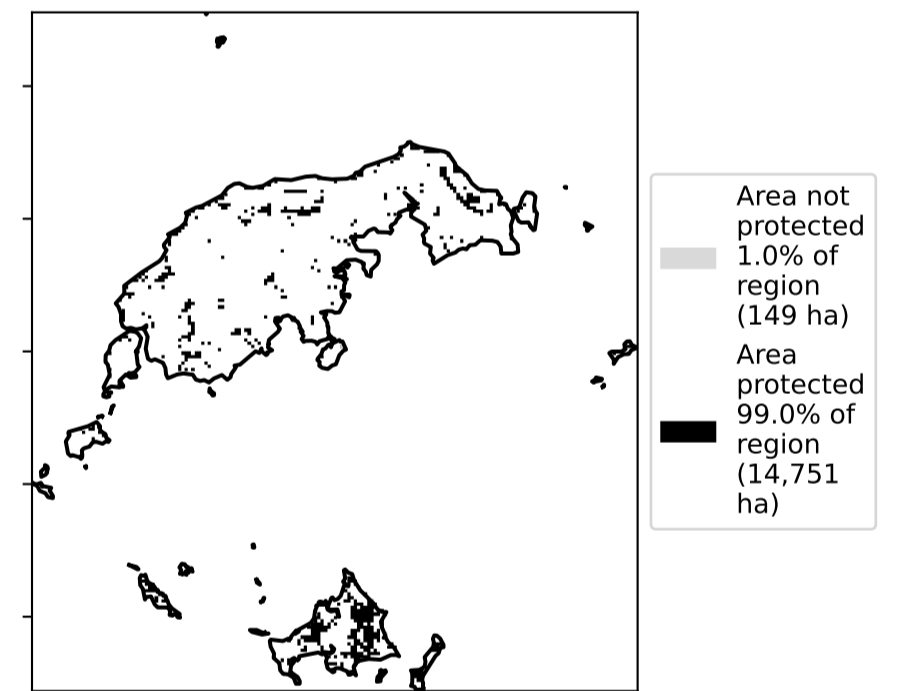 Area not
protected
1.0% of
region
(149 ha)
Area
protected
99.0% of
region
(14,751
ha)